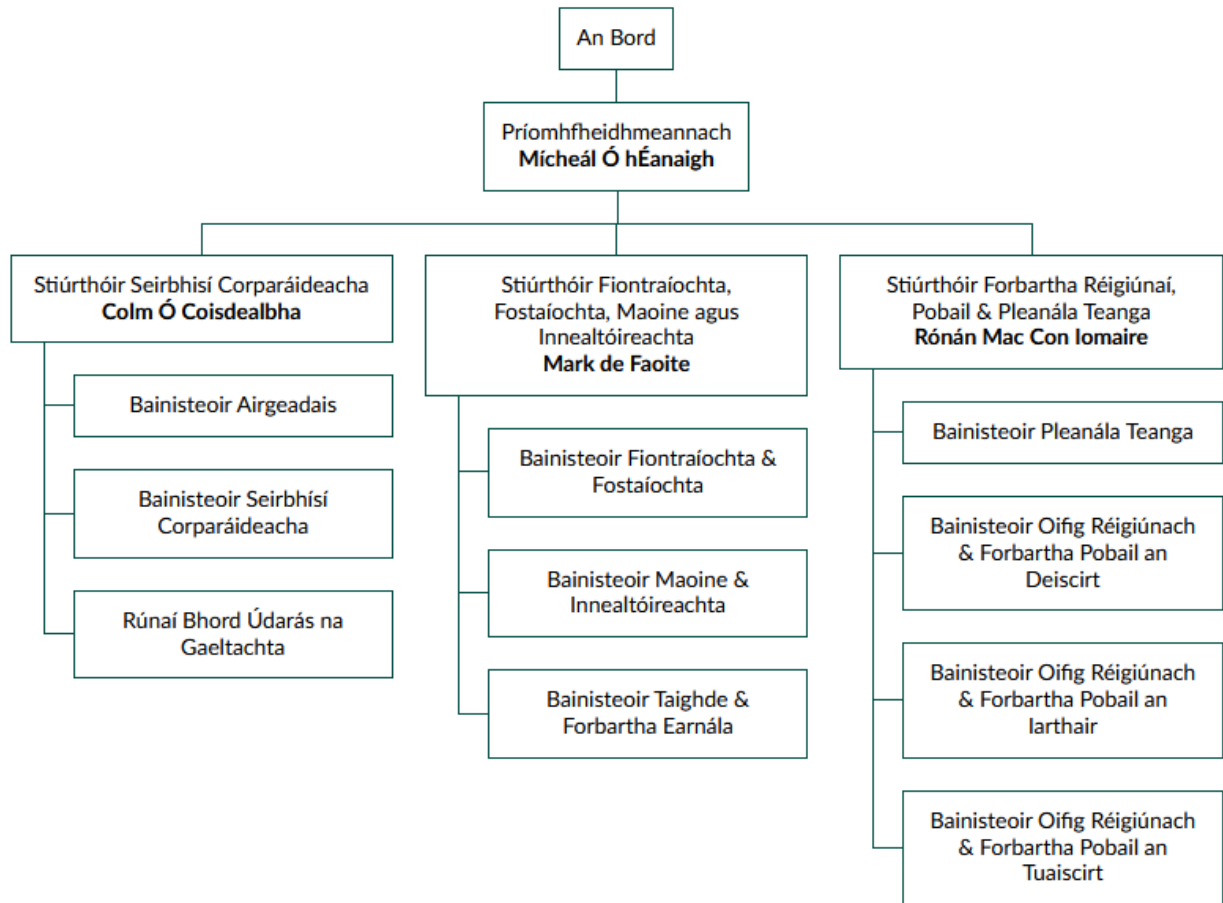 An Bord
Príomhfheidhmeannach
Mícheál Ó hÉanaigh
Stiúrthóir Seirbhisí Corparáideacha
Colm Ó Coisdealbha
Bainisteoir Airgeadais
Bainisteoir Seirbhísí
Corparáideacha
Rúnaí Bhord Údarás na
Gaeltachta
Stiúrthóir Fiontraíochta,
Fostaíochta, Maoine agus
Innealtóireachta
Mark de Faoite
Bainisteoir Fiontraíochta &
Fostaíochta
Bainisteoir Maoine &
Innealtóireachta
Bainisteoir Taighde &
Forbartha Earnála
Stiúrthóir Forbartha Réigiúnaí,
Pobail & Pleanála Teanga
Rónán Mac Con Iomaire
Bainisteoir Pleanála Teanga
Bainisteoir Oifig Réigiúnach
& Forbartha Pobail an
Deiscirt
Bainisteoir Oifig Réigiúnach
& Forbartha Pobail an
Iarthair
Bainisteoir Oifig Réigiúnach
& Forbartha Pobail an
Tuaiscirt